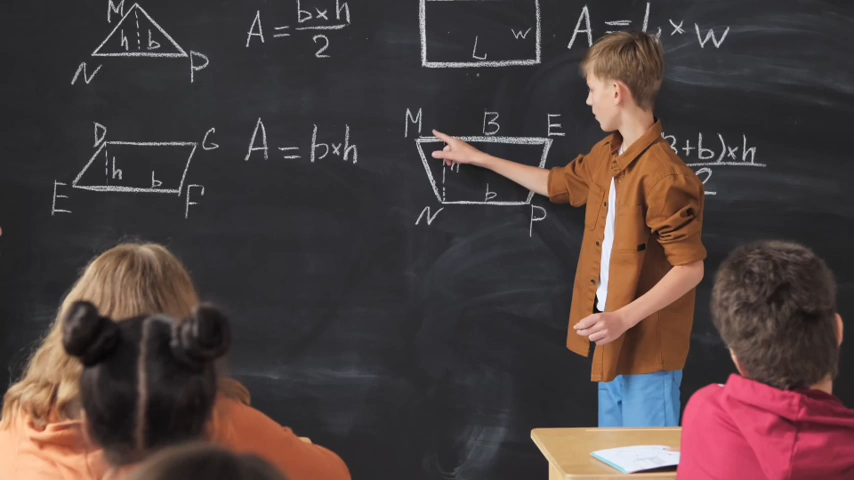 M
h b
N P
A = b×h
2
L w
A = L×w
D G
h
b
E F
A = b×h
M B E
h
b
N P
B+b)×h
2